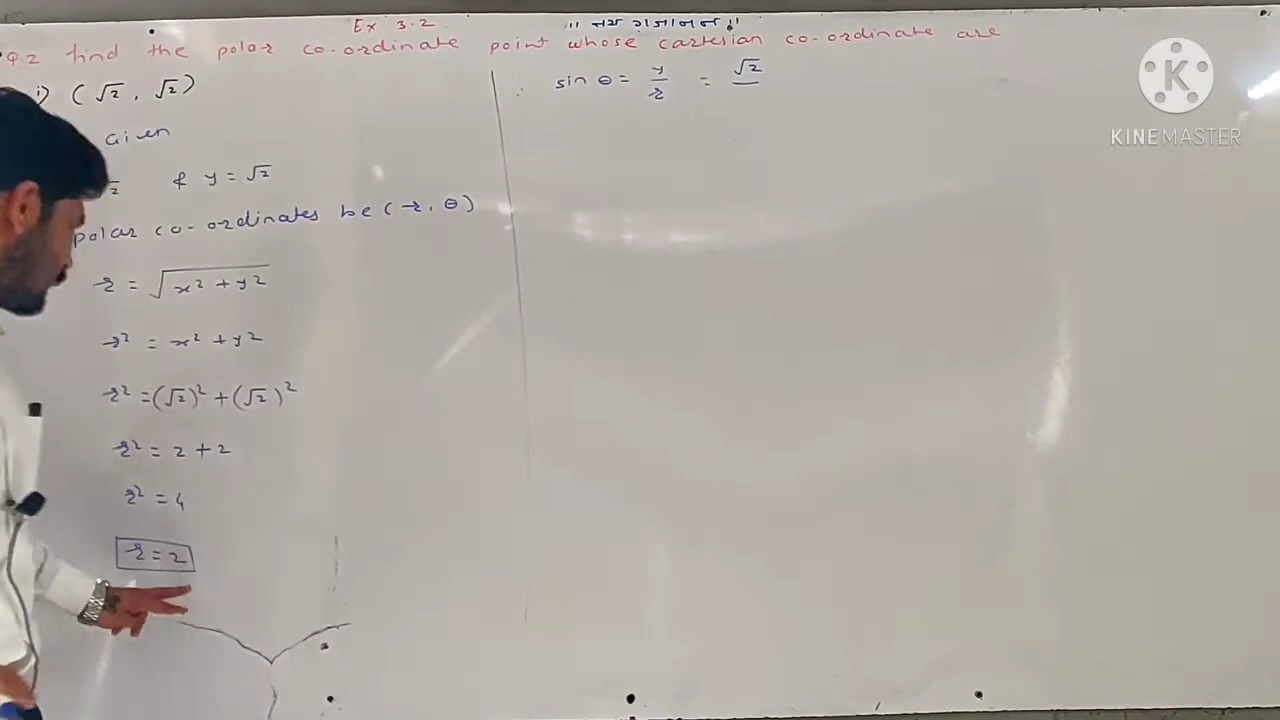 Ex 3.2
Q.2 find the polar co-ordinate point whose cartesian co-ordinate are
i) (√2, √2)
Given
√2 & y = √2
polar co-ordinates be (r, θ)
r = √x² + y²
r² = x² + y²
r² = (√2)² + (√2)²
r² = 2 + 2
r² = 4
r = 2
∴ sin θ = y/r = √2
KINEMASTER